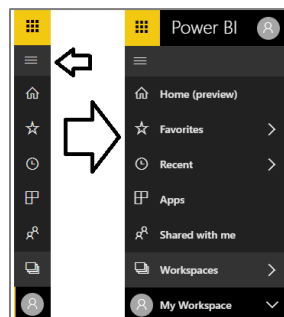 Power BI
Home (preview)
Favorites
Recent
Apps
Shared with me
Workspaces
My Workspace